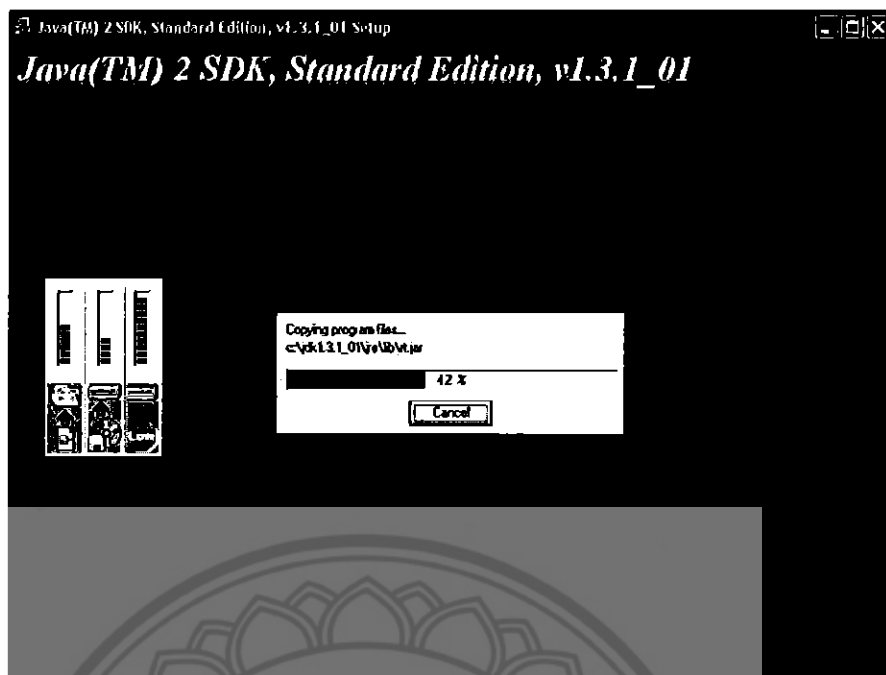 Java(TM) 2 SDK, Standard Edition, v1.3.1_01 Setup
Java(TM) 2 SDK, Standard Edition, v1.3.1_01
Copying program files...
c:\jdk1.3.1_01\jre\lib\rt.jar
42 %
Cancel